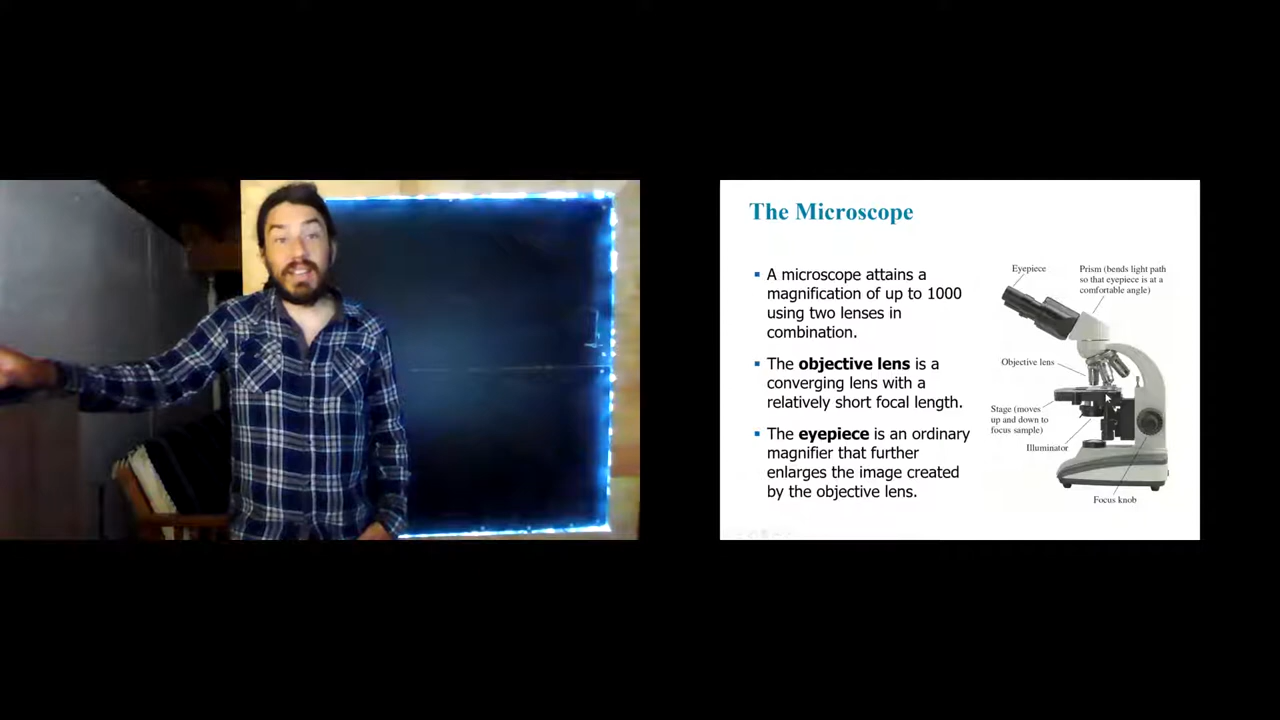 The Microscope
▪ A microscope attains a
magnification of up to 1000
using two lenses in
combination.
▪ The objective lens is a
converging lens with a
relatively short focal length.
▪ The eyepiece is an ordinary
magnifier that further
enlarges the image created
by the objective lens.
Eyepiece
Prism (bends light path
so that eyepiece is at a
comfortable angle)
Objective lens
Stage (moves
up and down to
focus sample)
Illuminator
Focus knob